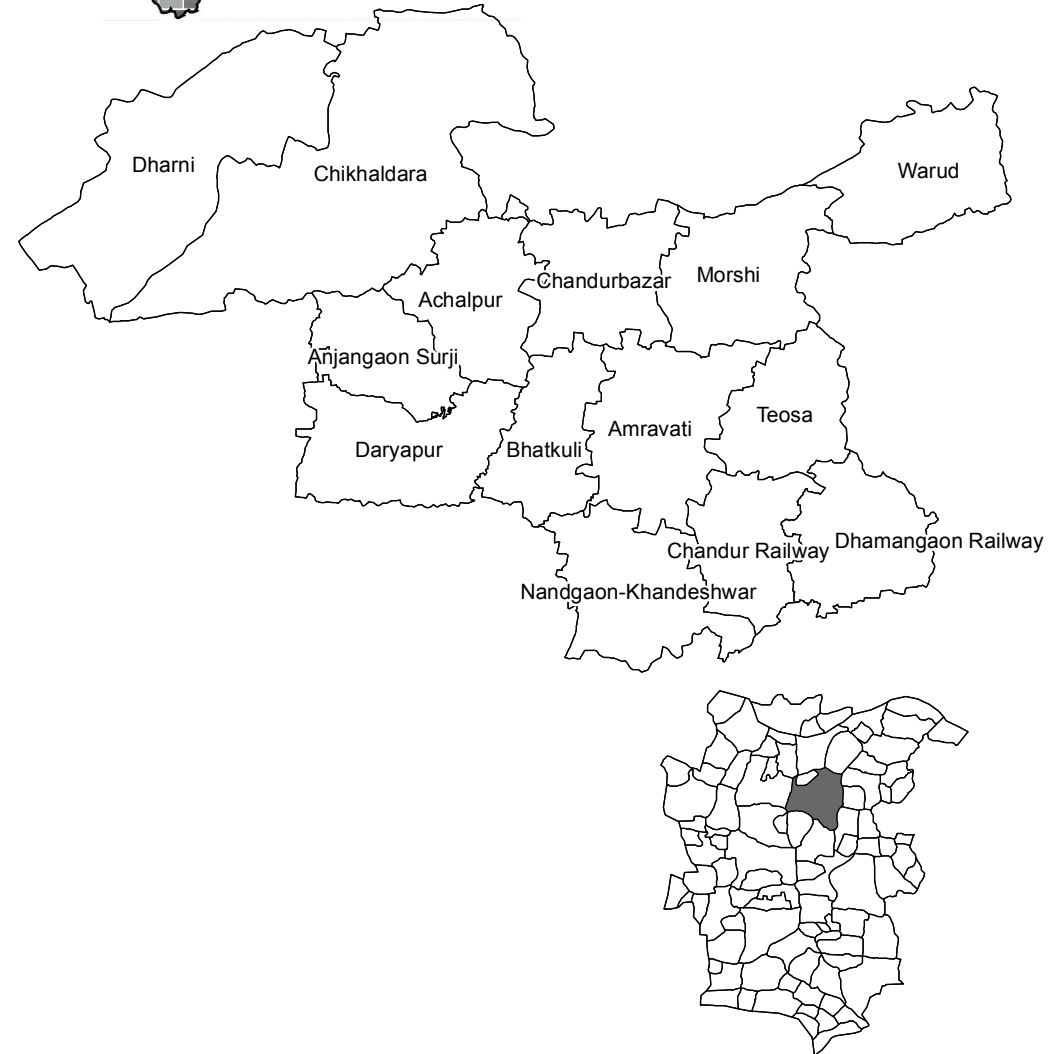 Dharni
Chikhaldara
Warud
Achalpur
Chandurbazar
Morshi
Anjangaon Surji
Daryapur
Bhatkuli
Amravati
Teosa
Chandur Railway
Dhamangaon Railway
Nandgaon-Khandeshwar